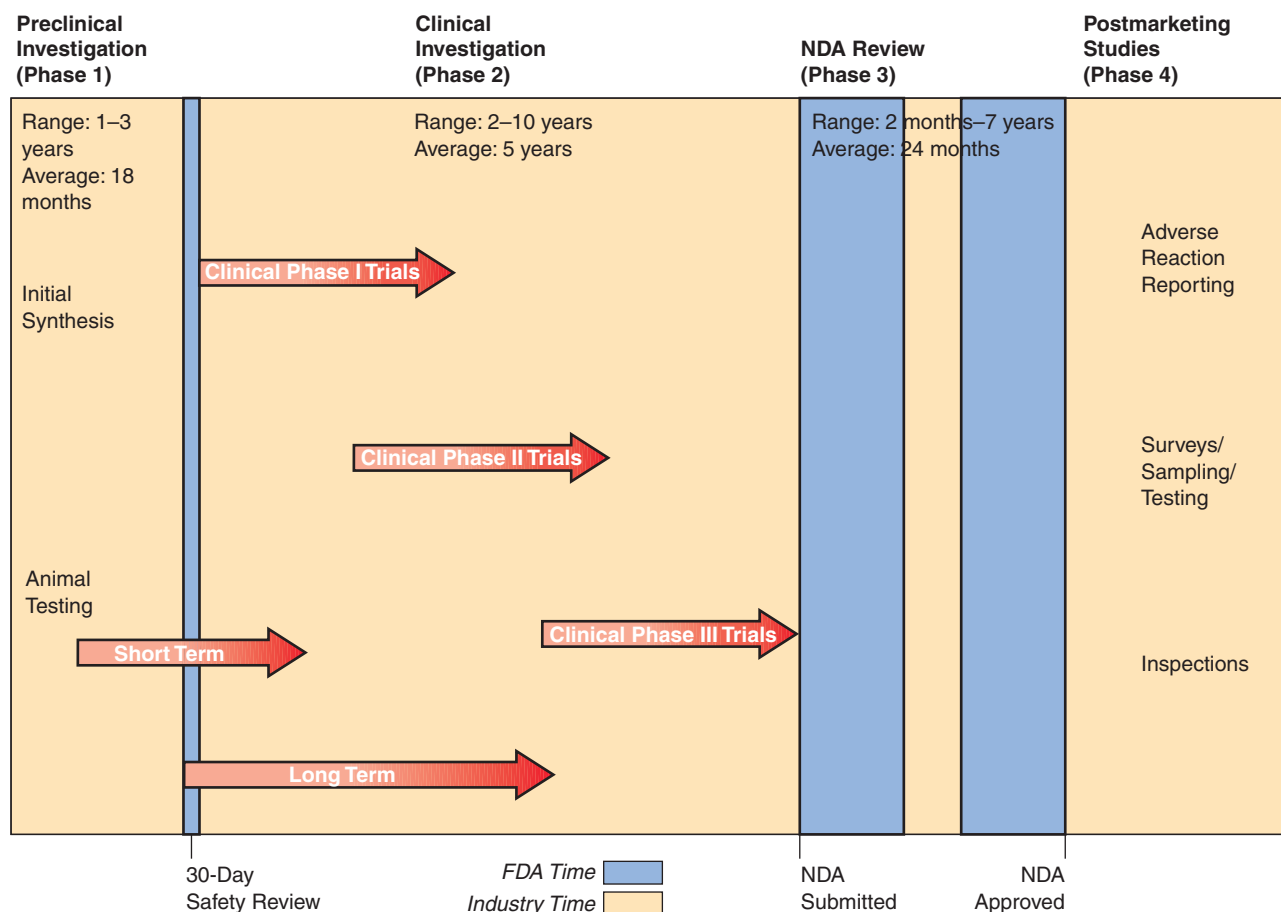 Preclinical
Investigation
(Phase 1)
Clinical
Investigation
(Phase 2)
NDA Review
(Phase 3)
Postmarketing
Studies
(Phase 4)
Range: 1–3
years
Average: 18
months
Range: 2–10 years
Average: 5 years
Range: 2 months–7 years
Average: 24 months
Initial
Synthesis
Clinical Phase I Trials
Adverse
Reaction
Reporting
Clinical Phase II Trials
Surveys/
Sampling/
Testing
Animal
Testing
Short Term
Clinical Phase III Trials
Inspections
Long Term
30-Day
Safety Review
FDA Time
Industry Time
NDA
Submitted
NDA
Approved